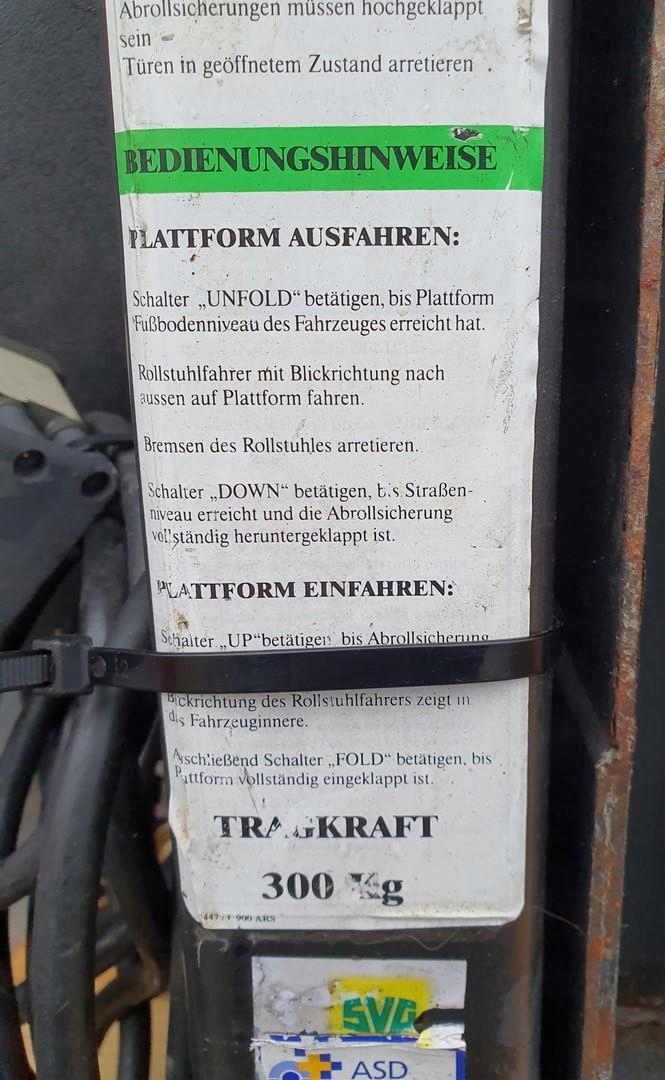 Abrollsicherungen müssen hochgeklappt
sein
Türen in geöffnetem Zustand arretieren .
BEDIENUNGSHINWEISE
PLATTFORM AUSFAHREN:
Schalter „UNFOLD“ betätigen, bis Plattform
Fußbodenniveau des Fahrzeuges erreicht hat.
Rollstuhlfahrer mit Blickrichtung nach
aussen auf Plattform fahren.
Bremsen des Rollstuhles arretieren.
Schalter „DOWN“ betätigen, bis Straßen-
niveau erreicht und die Abrollsicherung
vollständig heruntergeklappt ist.
PLATTFORM EINFAHREN:
Schalter „UP“betätigen bis Abrollsicherung
Blickrichtung des Rollstuhlfahrers zeigt in
das Fahrzeuginnere.
Anschließend Schalter „FOLD“ betätigen, bis
Plattform vollständig eingeklappt ist.
TRAGKRAFT
300 Kg
900 ARS
SVG
ASD